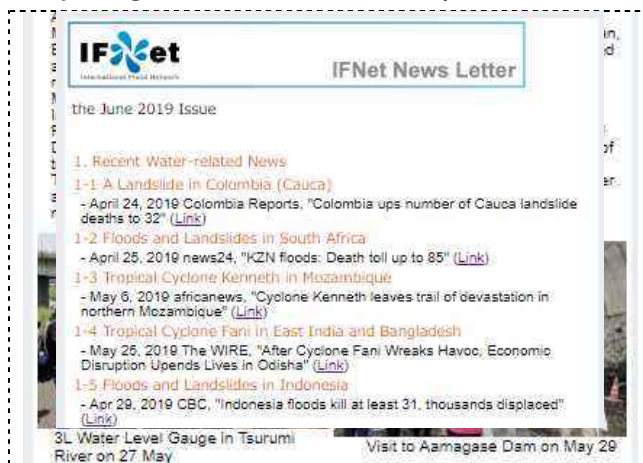 IFNet
International Flood Network
IFNet News Letter
the June 2019 Issue
1. Recent Water-related News
1-1 A Landslide in Colombia (Cauca)
- April 24, 2019 Colombia Reports, "Colombia ups number of Cauca landslide
deaths to 32" (Link)
1-2 Floods and Landslides in South Africa
- April 25, 2019 news24, "KZN floods: Death toll up to 85" (Link)
1-3 Tropical Cyclone Kenneth in Mozambique
- May 6, 2019 africanews, "Cyclone Kenneth leaves trail of devastation in
northern Mozambique" (Link)
1-4 Tropical Cyclone Fani in East India and Bangladesh
- May 25, 2019 The WIRE, "After Cyclone Fani Wreaks Havoc, Economic
Disruption Upends Lives in Odisha" (Link)
1-5 Floods and Landslides in Indonesia
- Apr 29, 2019 CBC, "Indonesia floods kill at least 31, thousands displaced"
(Link)
3L Water Level Gauge in Tsurumi
River on 27 May
Visit to Aamagase Dam on May 29